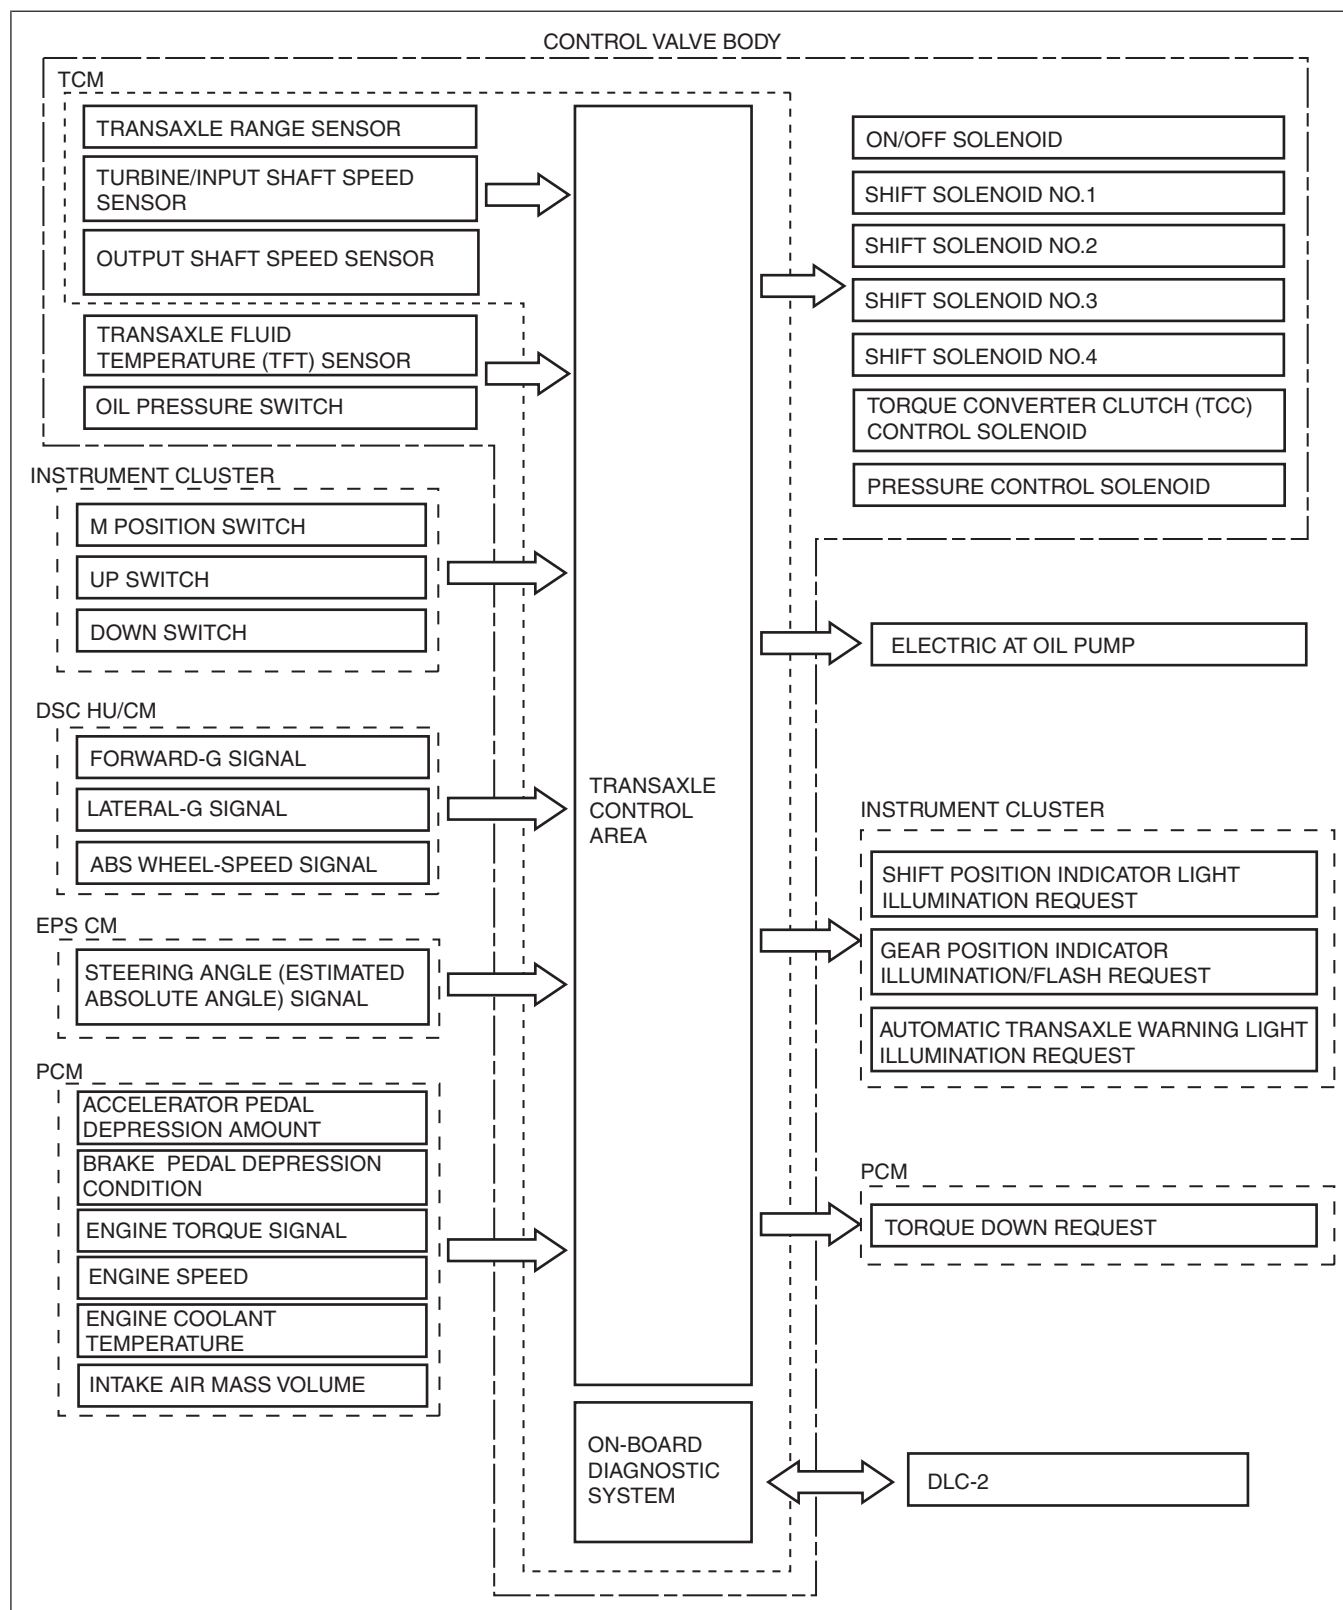 CONTROL VALVE BODY
TCM
TRANSAXLE RANGE SENSOR
TURBINE/INPUT SHAFT SPEED
SENSOR
OUTPUT SHAFT SPEED SENSOR
TRANSAXLE FLUID
TEMPERATURE (TFT) SENSOR
OIL PRESSURE SWITCH
INSTRUMENT CLUSTER
M POSITION SWITCH
UP SWITCH
DOWN SWITCH
DSC HU/CM
FORWARD-G SIGNAL
LATERAL-G SIGNAL
ABS WHEEL-SPEED SIGNAL
EPS CM
STEERING ANGLE (ESTIMATED
ABSOLUTE ANGLE) SIGNAL
PCM
ACCELERATOR PEDAL
DEPRESSION AMOUNT
BRAKE  PEDAL DEPRESSION
CONDITION
ENGINE TORQUE SIGNAL
ENGINE SPEED
ENGINE COOLANT
TEMPERATURE
INTAKE AIR MASS VOLUME
TRANSAXLE
CONTROL
AREA
ON-BOARD
DIAGNOSTIC
SYSTEM
ON/OFF SOLENOID
SHIFT SOLENOID NO.1
SHIFT SOLENOID NO.2
SHIFT SOLENOID NO.3
SHIFT SOLENOID NO.4
TORQUE CONVERTER CLUTCH (TCC)
CONTROL SOLENOID
PRESSURE CONTROL SOLENOID
ELECTRIC AT OIL PUMP
INSTRUMENT CLUSTER
SHIFT POSITION INDICATOR LIGHT
ILLUMINATION REQUEST
GEAR POSITION INDICATOR
ILLUMINATION/FLASH REQUEST
AUTOMATIC TRANSAXLE WARNING LIGHT
ILLUMINATION REQUEST
PCM
TORQUE DOWN REQUEST
DLC-2